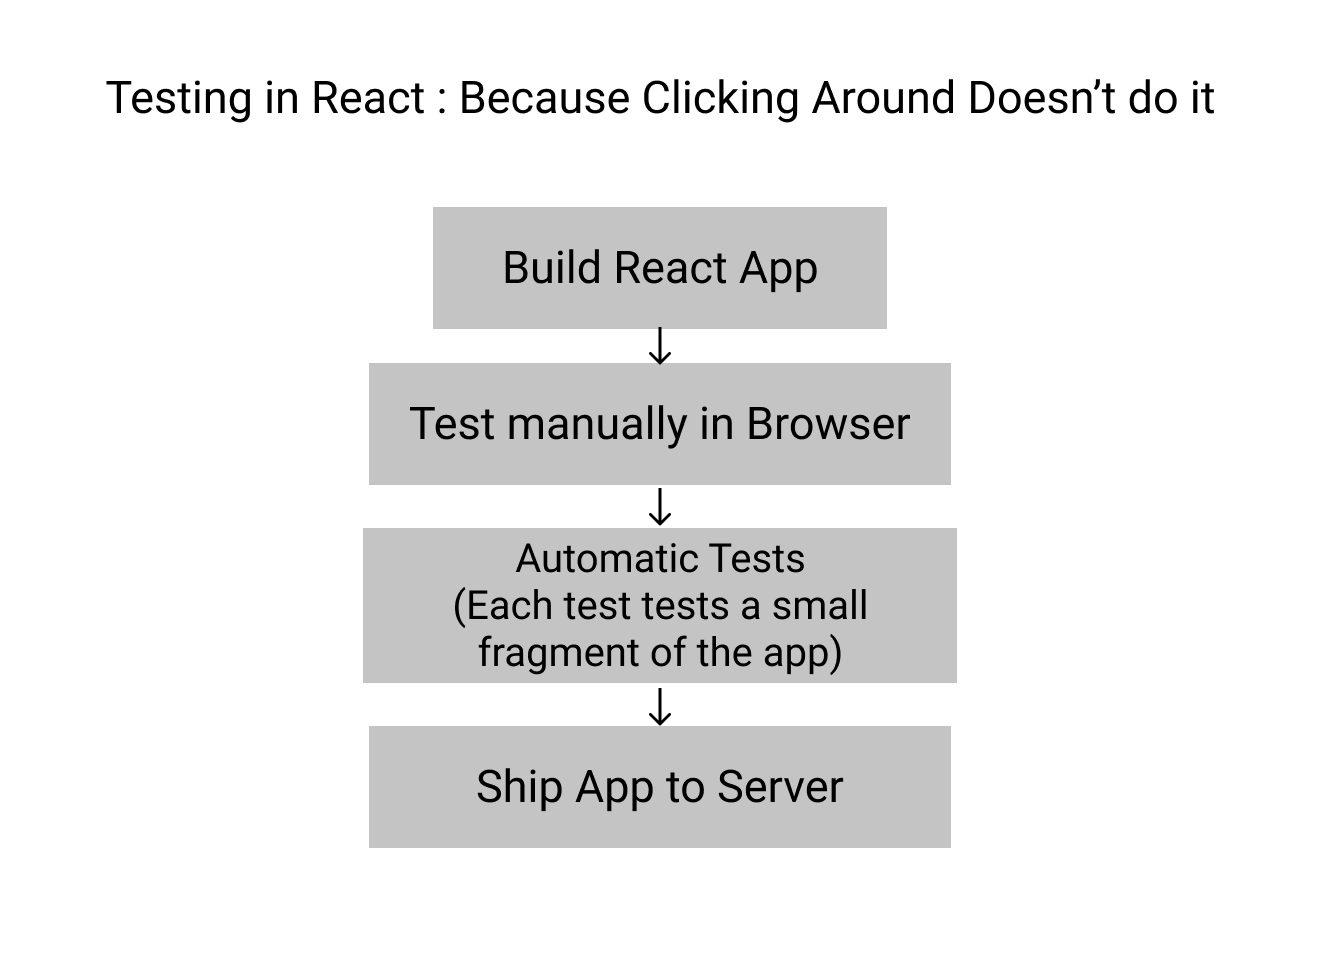 Testing in React : Because Clicking Around Doesn’t do it
Build React App
Test manually in Browser
Automatic Tests
(Each test tests a small
fragment of the app)
Ship App to Server